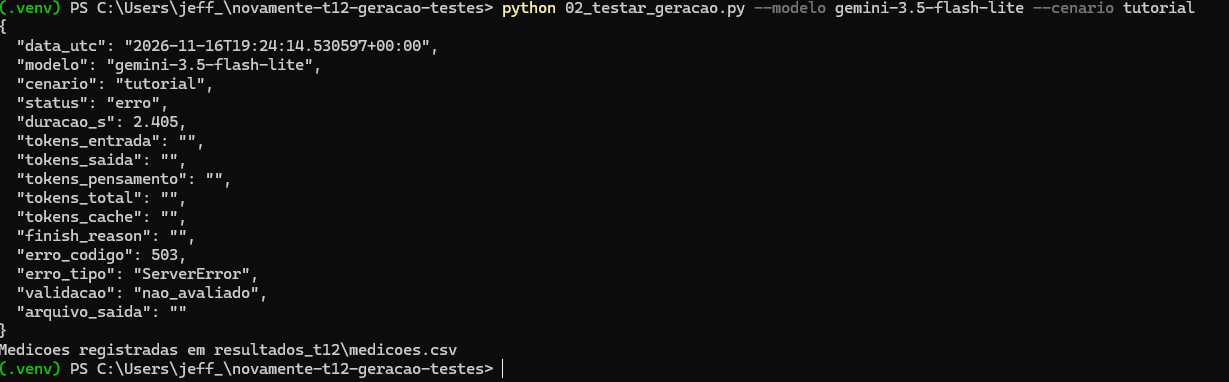 (.venv) PS C:\Users\jeff_\novamente-t12-geracao-testes> python 02_testar_geracao.py --modelo gemini-3.5-flash-lite --cenario tutorial
{
  "data_utc": "2026-11-16T19:24:14.530597+00:00",
  "modelo": "gemini-3.5-flash-lite",
  "cenario": "tutorial",
  "status": "erro",
  "duracao_s": 2.405,
  "tokens_entrada": "",
  "tokens_saida": "",
  "tokens_pensamento": "",
  "tokens_total": "",
  "tokens_cache": "",
  "finish_reason": "",
  "erro_codigo": 503,
  "erro_tipo": "ServerError",
  "validacao": "nao_avaliado",
  "arquivo_saida": ""
}
Medicoes registradas em resultados_t12\medicoes.csv
(.venv) PS C:\Users\jeff_\novamente-t12-geracao-testes>